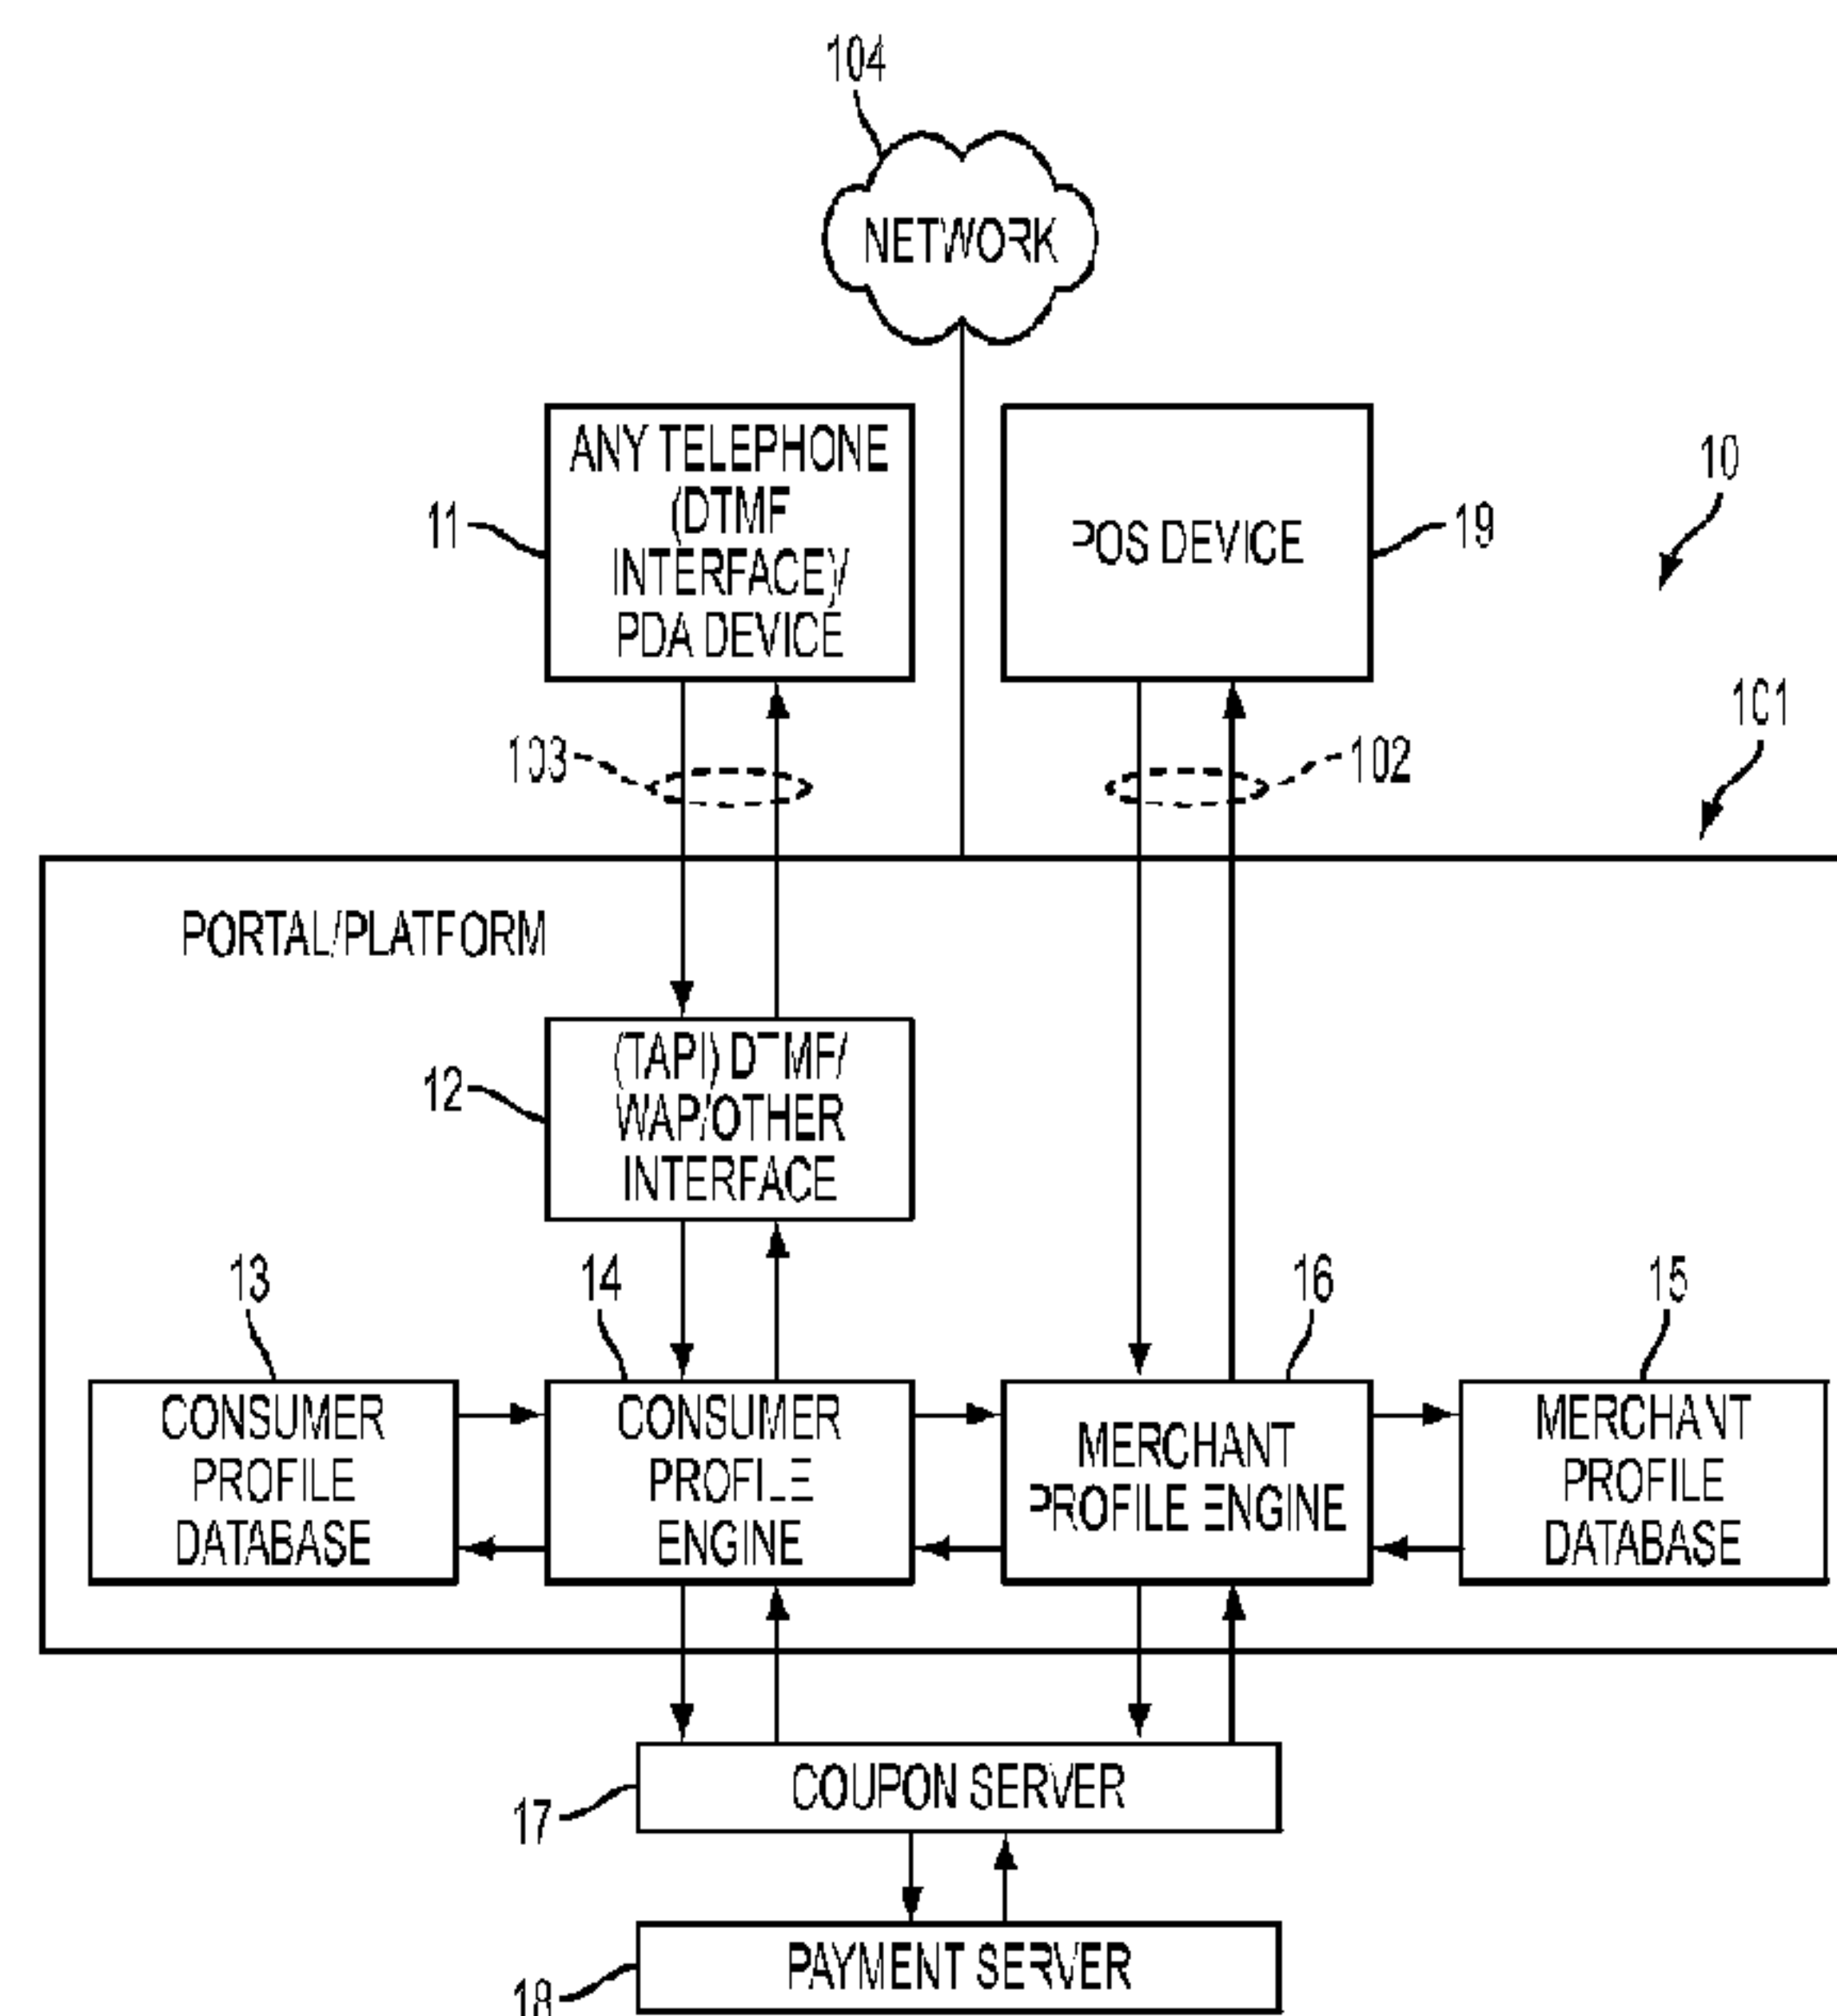 104
NETWORK
ANY TELEPHONE
(DTMF
INTERFACE)/
PDA DEVICE
11
POS DEVICE
19
10
101
103
102
PORTAL/PLATFORM
(TAPI) DTMF/
WAP/OTHER
INTERFACE
12
13
14
16
15
CONSUMER
PROFILE
DATABASE
CONSUMER
PROFILE
ENGINE
MERCHANT
PROFILE ENGINE
MERCHANT
PROFILE
DATABASE
COUPON SERVER
17
PAYMENT SERVER
18